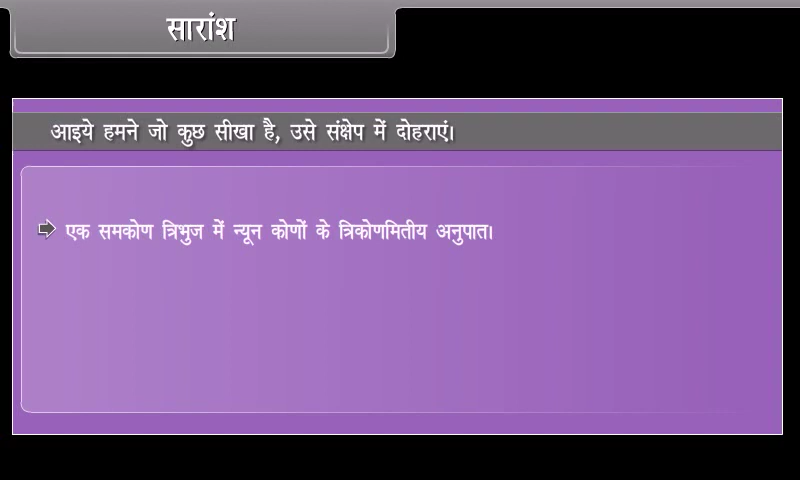 सारांश
आइये हमने जो कुछ सीखा है, उसे संक्षेप में दोहराएं।
एक समकोण त्रिभुज में न्यून कोणों के त्रिकोणमितीय अनुपात।